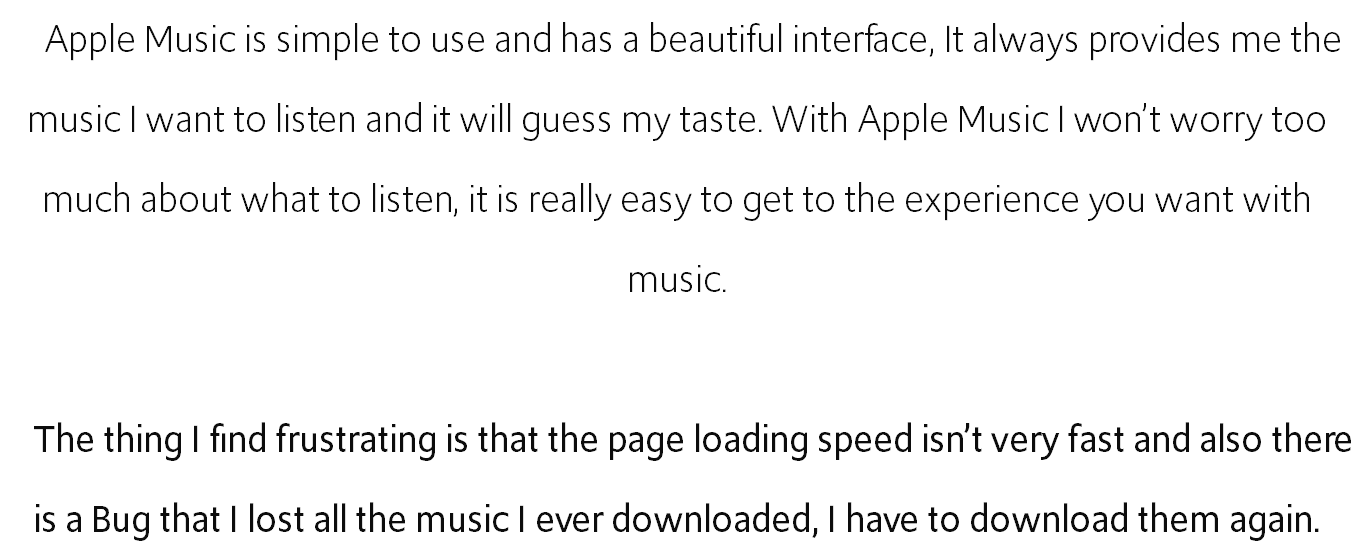 Apple Music is simple to use and has a beautiful interface, It always provides me the
music I want to listen and it will guess my taste. With Apple Music I won't worry too
much about what to listen, it is really easy to get to the experience you want with
music.
The thing I find frustrating is that the page loading speed isn't very fast and also there
is a Bug that I lost all the music I ever downloaded, I have to download them again.